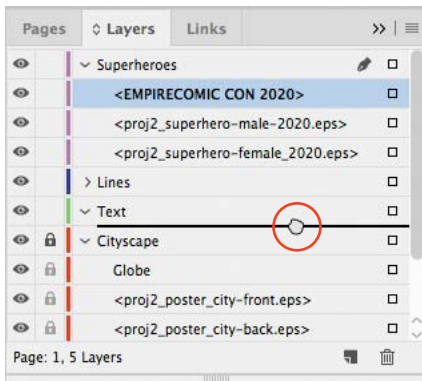 Pages Layers Links
Superheroes
<EMPIRECOMIC CON 2020>
<proj2_superhero-male-2020.eps>
<proj2_superhero-female_2020.eps>
Lines
Text
Cityscape
Globe
<proj2_poster_city-front.eps>
<proj2_poster_city-back.eps>
Page: 1, 5 Layers